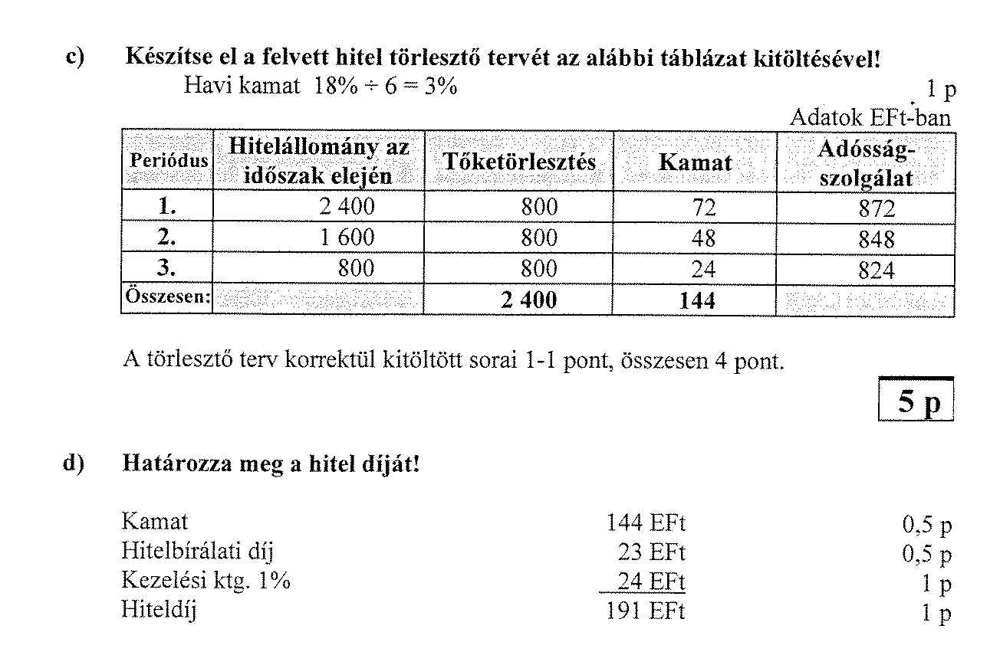 c) Készítse el a felvett hitel törlesztő tervét az alábbi táblázat kitöltésével!
Havi kamat 18% ÷ 6 = 3% 1 p
Adatok EFt-ban
Periódus Hitelállomány az időszak elején Tőketörlesztés Kamat Adósság-szolgálat
1. 2 400 800 72 872
2. 1 600 800 48 848
3. 800 800 24 824
Összesen: 2 400 144
A törlesztő terv korrektül kitöltött sorai 1-1 pont, összesen 4 pont.
5 p
d) Határozza meg a hitel díját!
Kamat 144 EFt 0,5 p
Hitelbírálati díj 23 EFt 0,5 p
Kezelési ktg. 1% 24 EFt 1 p
Hiteldíj 191 EFt 1 p